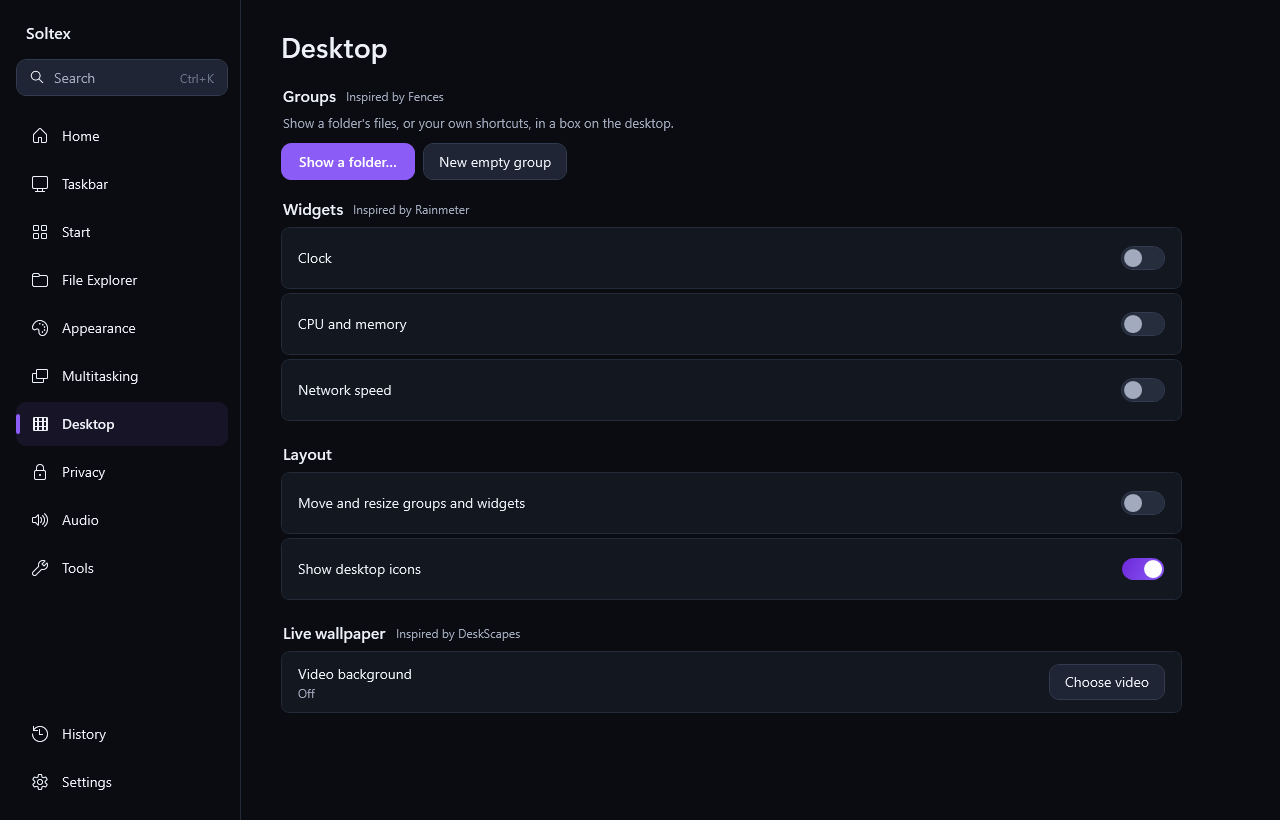 Soltex
Search Ctrl+K
Home
Taskbar
Start
File Explorer
Appearance
Multitasking
Desktop
Privacy
Audio
Tools
History
Settings
Desktop
Groups Inspired by Fences
Show a folder's files, or your own shortcuts, in a box on the desktop.
Show a folder... New empty group
Widgets Inspired by Rainmeter
Clock
CPU and memory
Network speed
Layout
Move and resize groups and widgets
Show desktop icons
Live wallpaper Inspired by DeskScapes
Video background
Off
Choose video